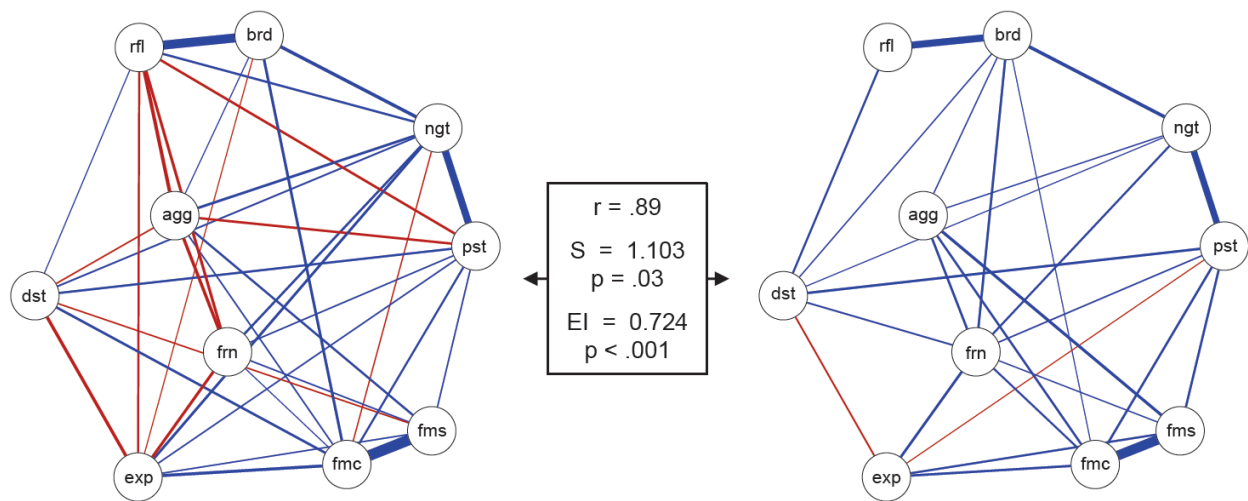 rfl
brd
ngt
agg
pst
dst
frn
fms
fmc
exp
r = .89
S = 1.103
p = .03
EI = 0.724
p < .001
rfl
brd
ngt
agg
pst
dst
frn
fms
fmc
exp